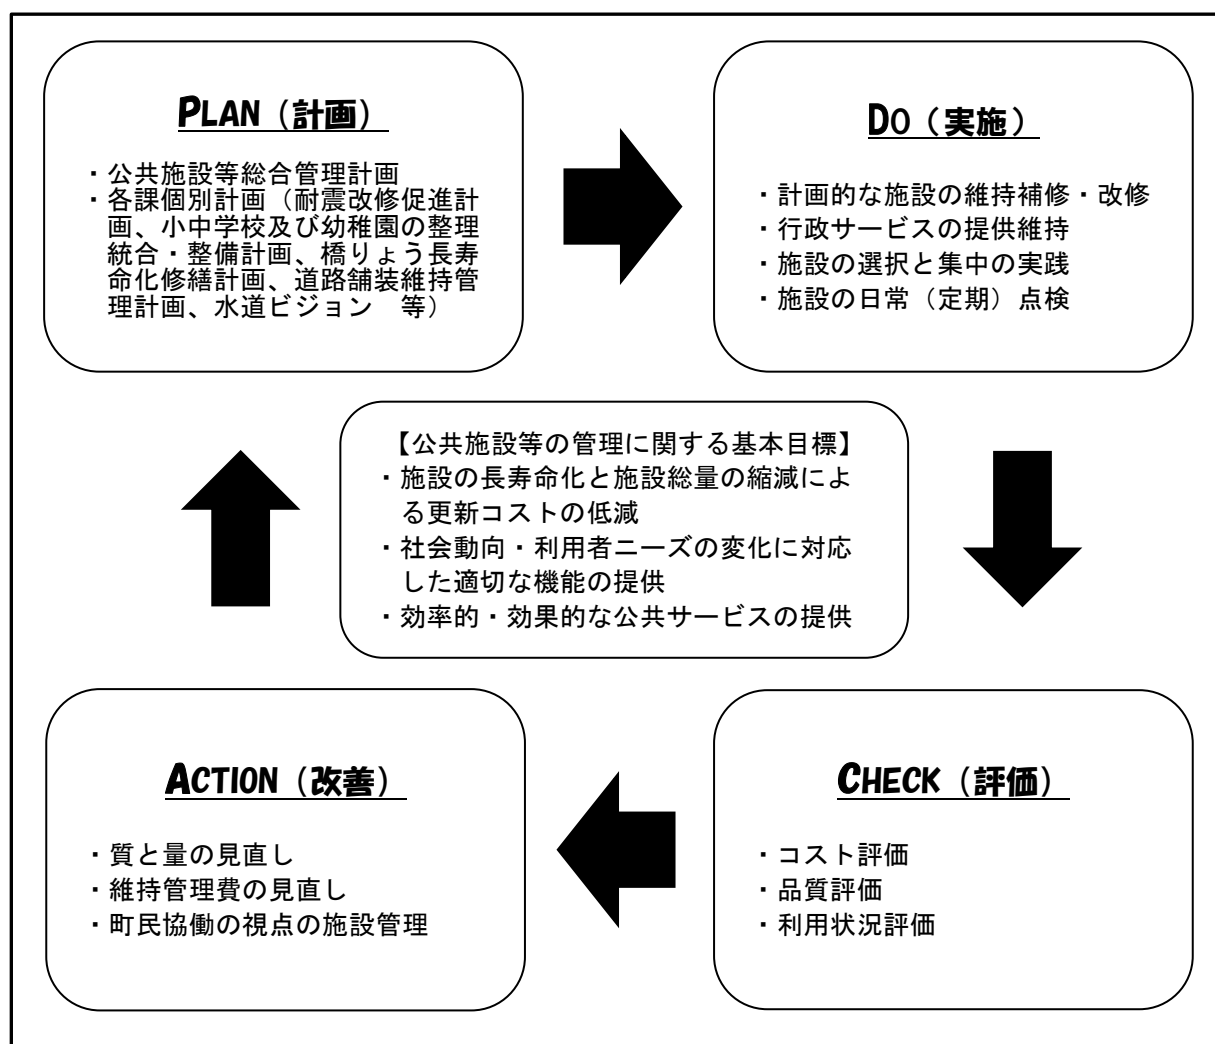 PLAN（計画）
・公共施設等総合管理計画
・各課個別計画（耐震改修促進計
画、小中学校及び幼稚園の整理
統合・整備計画、橋りょう長寿
命化修繕計画、道路舗装維持管
理計画、水道ビジョン　等）
DO（実施）
・計画的な施設の維持補修・改修
・行政サービスの提供維持
・施設の選択と集中の実践
・施設の日常（定期）点検
【公共施設等の管理に関する基本目標】
・施設の長寿命化と施設総量の縮減によ
る更新コストの低減
・社会動向・利用者ニーズの変化に対応
した適切な機能の提供
・効率的・効果的な公共サービスの提供
ACTION（改善）
・質と量の見直し
・維持管理費の見直し
・町民協働の視点の施設管理
CHECK（評価）
・コスト評価
・品質評価
・利用状況評価